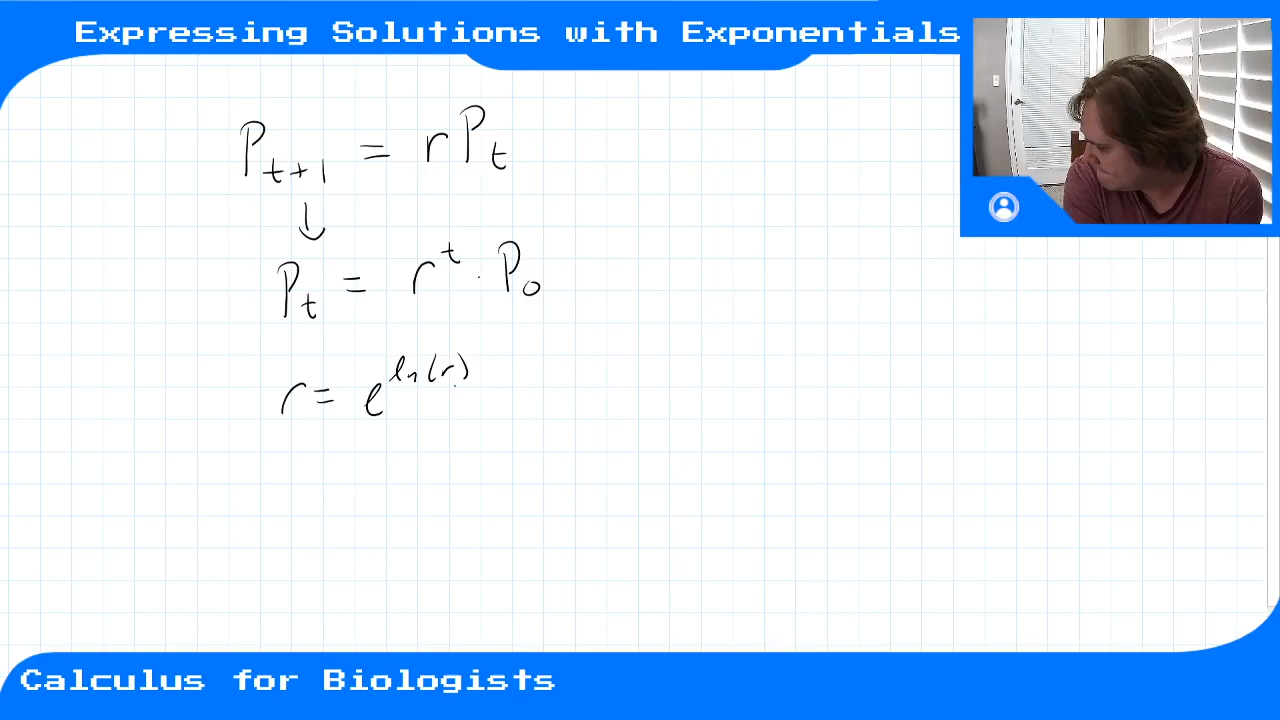 Expressing Solutions with Exponentials
P_{t+1} = rP_t
↓
P_t = r^t · P_0
r = e^{ln(r)}
Calculus for Biologists